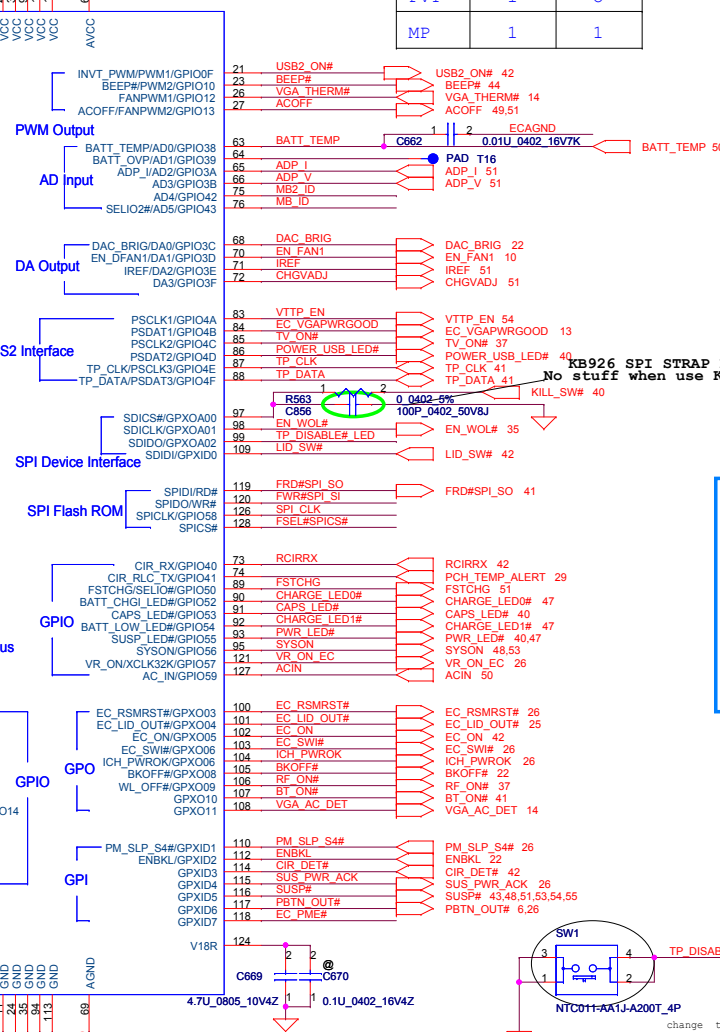 VCC VCC VCC VCC VCC AVCC
MP 1 1
INVT_PWM/PWM1/GPIO0F 21 USB2_ON# USB2_ON# 42
BEEP#/PWM2/GPIO10 23 BEEP# BEEP# 44
FANPWM1/GPIO12 26 VGA_THERM# VGA_THERM# 14
ACOFF/FANPWM2/GPIO13 27 ACOFF ACOFF 49,51
PWM Output
1 2 ECAGND
BATT_TEMP/AD0/GPIO38 63 BATT_TEMP C662 0.01U_0402_16V7K BATT_TEMP 50
BATT_OVP/AD1/GPIO39 64 PAD T16
ADP_I/AD2/GPIO3A 65 ADP_I ADP_I 51
AD Input
AD3/GPIO3B 66 ADP_V ADP_V 51
AD4/GPIO42 75 MB2_ID
SELIO2#/AD5/GPIO43 76 MB_ID
DAC_BRIG/DA0/GPIO3C 68 DAC_BRIG DAC_BRIG 22
EN_DFAN1/DA1/GPIO3D 70 EN_FAN1 EN_FAN1 10
DA Output
IREF/DA2/GPIO3E 71 IREF IREF 51
DA3/GPIO3F 72 CHGVADJ CHGVADJ 51
PSCLK1/GPIO4A 83 VTTP_EN VTTP_EN 54
PSDAT1/GPIO4B 84 EC_VGAPWRGOOD EC_VGAPWRGOOD 13
PSCLK2/GPIO4C 85 TV_ON# TV_ON# 37
S2 Interface
PSDAT2/GPIO4D 86 POWER_USB_LED# POWER_USB_LED# 40
TP_CLK/PSCLK3/GPIO4E 87 TP_CLK TP_CLK 41
TP_DATA/PSDAT3/GPIO4F 88 TP_DATA TP_DATA 41
KB926 SPI STRAP
No stuff when use K
1 2 KILL_SW# 40
R563 0_0402_5%
SDICS#/GPXOA00 97 C856 100P_0402_50V8J
SDICLK/GPXOA01 98 EN_WOL# EN_WOL# 35
SDIDO/GPXOA02 99 TP_DISABLE#_LED
SDIDI/GPXID0 109 LID_SW# LID_SW# 42
SPI Device Interface
SPIDI/RD# 119 FRD#SPI_SO FRD#SPI_SO 41
SPIDO/WR# 120 FWR#SPI_SI
SPI Flash ROM
SPICLK/GPIO58 126 SPI_CLK
SPICS# 128 FSEL#SPICS#
CIR_RX/GPIO40 73 RCIRRX RCIRRX 42
CIR_RLC_TX/GPIO41 74 PCH_TEMP_ALERT 29
FSTCHG/SELIO#/GPIO50 89 FSTCHG FSTCHG 51
BATT_CHGI_LED#/GPIO52 90 CHARGE_LED0# CHARGE_LED0# 47
CAPS_LED#/GPIO53 91 CAPS_LED# CAPS_LED# 40
GPIO
BATT_LOW_LED#/GPIO54 92 CHARGE_LED1# CHARGE_LED1# 47
SUSP_LED#/GPIO55 93 PWR_LED# PWR_LED# 40,47
us
SYSON/GPIO56 95 SYSON SYSON 48,53
VR_ON/XCLK32K/GPIO57 121 VR_ON_EC VR_ON_EC 26
AC_IN/GPIO59 127 ACIN ACIN 50
EC_RSMRST#/GPXO03 100 EC_RSMRST# EC_RSMRST# 26
EC_LID_OUT#/GPXO04 101 EC_LID_OUT# EC_LID_OUT# 25
EC_ON/GPXO05 102 EC_ON EC_ON 42
EC_SWI#/GPXO06 103 EC_SWI# EC_SWI# 26
ICH_PWROK/GPXO06 104 ICH_PWROK ICH_PWROK 26
GPO
BKOFF#/GPXO08 105 BKOFF# BKOFF# 22
GPIO
WL_OFF#/GPXO09 106 RF_ON# RF_ON# 37
GPXO10 107 BT_ON# BT_ON# 41
GPXO11 108 VGA_AC_DET VGA_AC_DET 14
O14
PM_SLP_S4#/GPXID1 110 PM_SLP_S4# PM_SLP_S4# 26
ENBKL/GPXID2 112 ENBKL ENBKL 22
GPXID3 114 CIR_DET# CIR_DET# 42
GPI
GPXID4 115 SUS_PWR_ACK SUS_PWR_ACK 26
GPXID5 116 SUSP# SUSP# 43,48,51,53,54,55
GPXID6 117 PBTN_OUT# PBTN_OUT# 6,26
GPXID7 118 EC_PME#
V18R 124
SW1
2 2 @
3 4 TP_DISAB
C669 C670
1 2
4.7U_0805_10V4Z 1 1 0.1U_0402_16V4Z
NTC011-AA1J-A200T_4P
GND GND GND GND GND AGND
24 35 94 113 69
change t